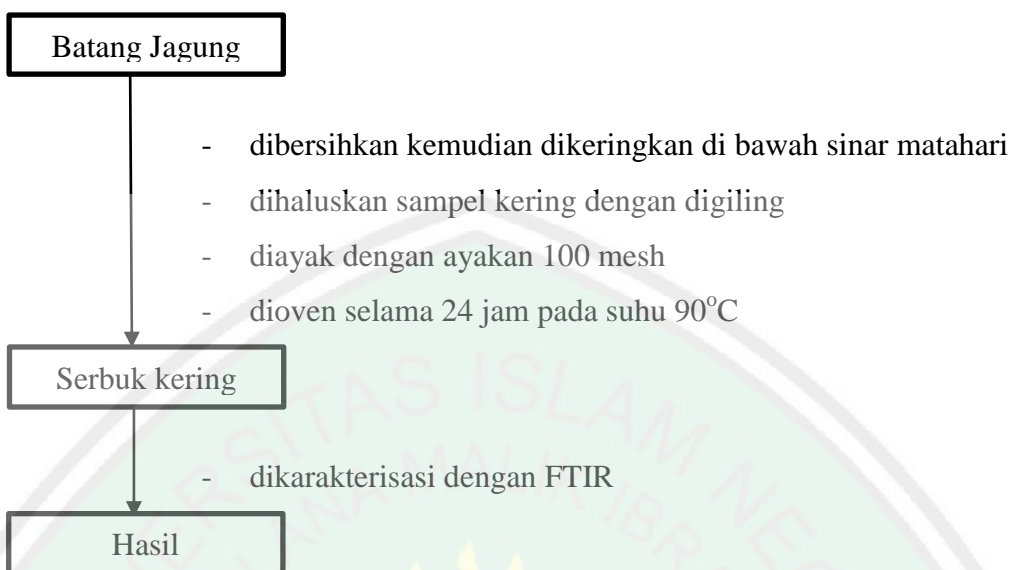 Batang Jagung
- dibersihkan kemudian dikeringkan di bawah sinar matahari
- dihaluskan sampel kering dengan digiling
- diayak dengan ayakan 100 mesh
- dioven selama 24 jam pada suhu 90°C
Serbuk kering
- dikarakterisasi dengan FTIR
Hasil